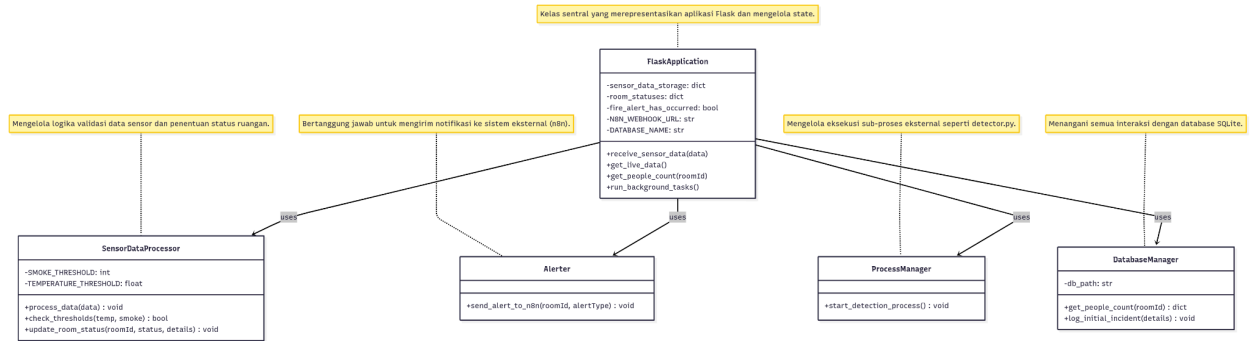 Kelas sentral yang merepresentasikan aplikasi Flask dan mengelola state.
FlaskApplication
-sensor_data_storage: dict
-room_statuses: dict
-fire_alert_has_occurred: bool
-N8N_WEBHOOK_URL: str
-DATABASE_NAME: str
+receive_sensor_data(data)
+get_live_data()
+get_people_count(roomId)
+run_background_tasks()
Mengelola logika validasi data sensor dan penentuan status ruangan.
Bertanggung jawab untuk mengirim notifikasi ke sistem eksternal (n8n).
Mengelola eksekusi sub-proses eksternal seperti detector.py.
Menangani semua interaksi dengan database SQLite.
uses
uses
uses
uses
SensorDataProcessor
-SMOKE_THRESHOLD: int
-TEMPERATURE_THRESHOLD: float
+process_data(data) : void
+check_thresholds(temp, smoke) : bool
+update_room_status(roomId, status, details) : void
Alerter
+send_alert_to_n8n(roomId, alertType) : void
ProcessManager
+start_detection_process() : void
DatabaseManager
-db_path: str
+get_people_count(roomId) : dict
+log_initial_incident(details) : void